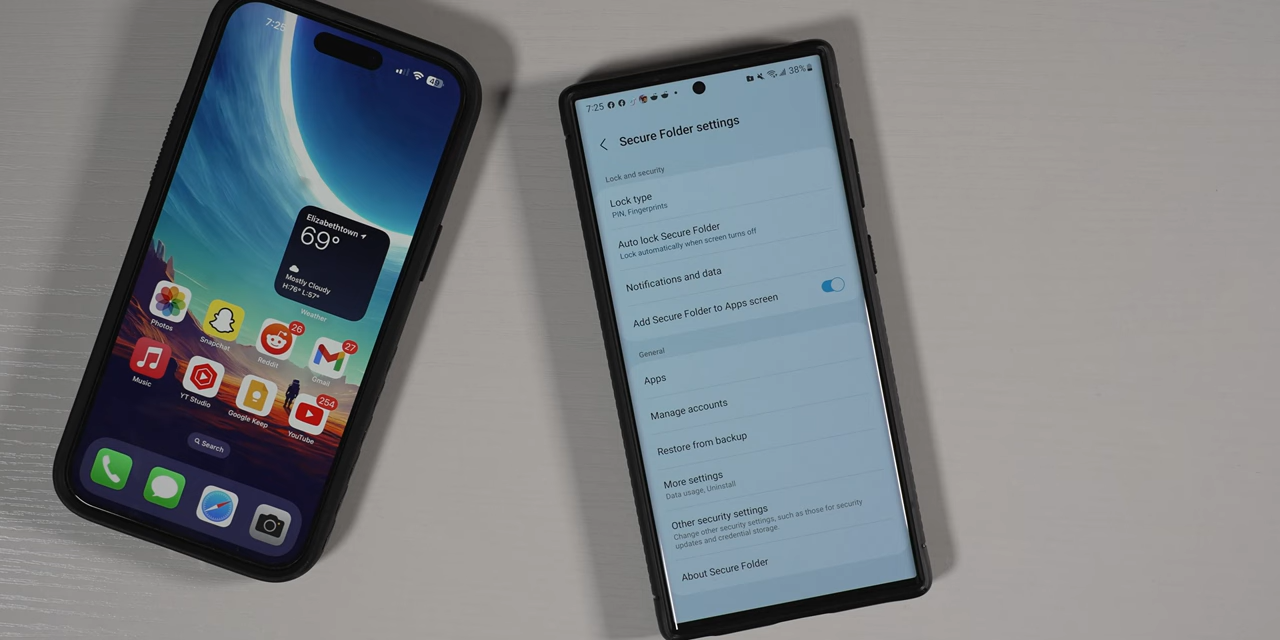 7:25
49
Elizabethtown
69°
Mostly Cloudy
H:76° L:57°
Weather
Photos
Snapchat
Reddit
26
Gmail
27
Music
YT Studio
Google Keep
YouTube
254
Search
7:25
38%
Secure Folder settings
Lock and security
Lock type
PIN, Fingerprints
Auto lock Secure Folder
Lock automatically when screen turns off
Notifications and data
Add Secure Folder to Apps screen
General
Apps
Manage accounts
Restore from backup
More settings
Data usage, Uninstall
Other security settings
Change other security settings, such as those for security
updates and credential storage.
About Secure Folder